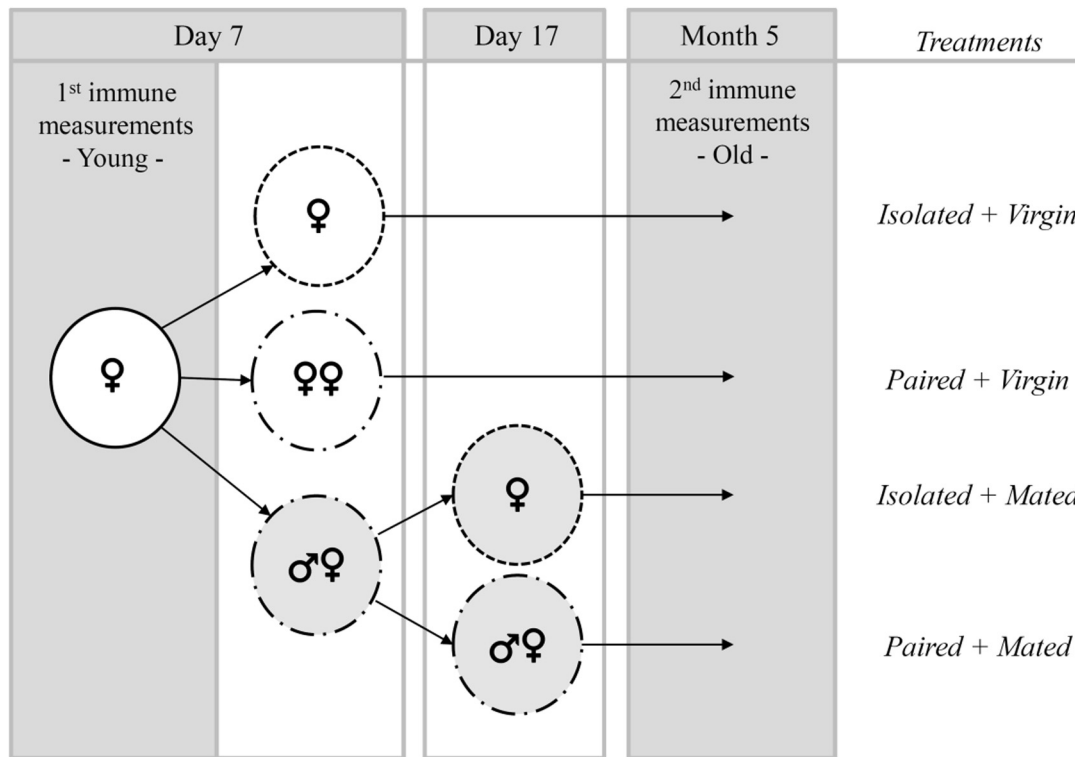 Day 7
Day 17
Month 5
Treatments
1st immune
measurements
- Young -
2nd immune
measurements
- Old -
♀
Isolated + Virgin
♀
♀♀
Paired + Virgin
♀
Isolated + Mated
♂♀
♂♀
Paired + Mated